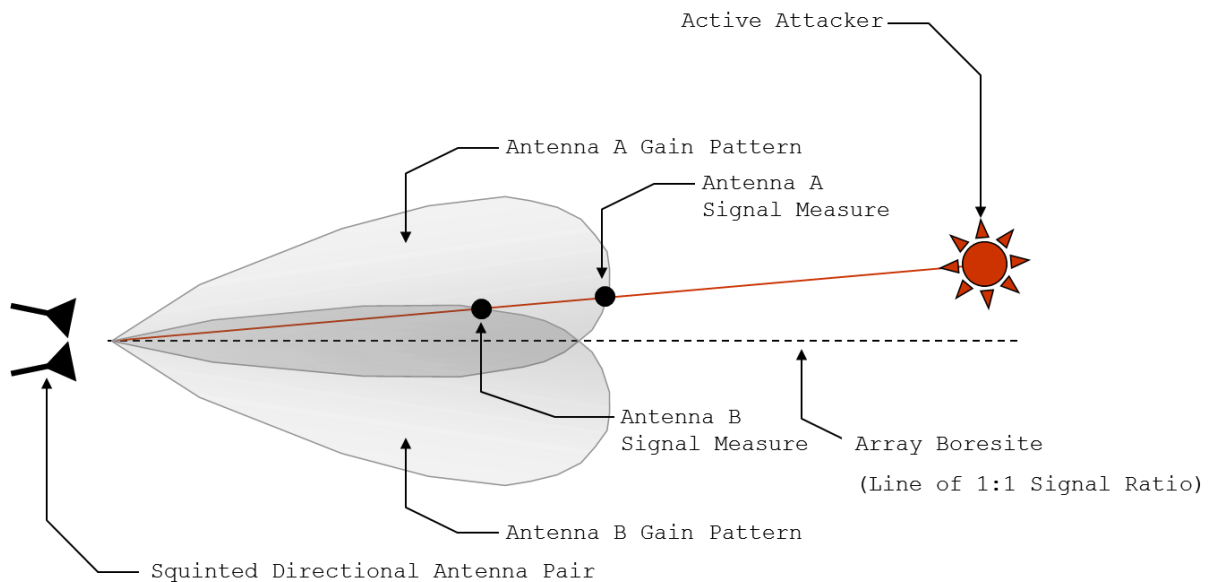 Active Attacker
Antenna A Gain Pattern
Antenna A
Signal Measure
Antenna B
Signal Measure
Array Boresite
(Line of 1:1 Signal Ratio)
Antenna B Gain Pattern
Squinted Directional Antenna Pair